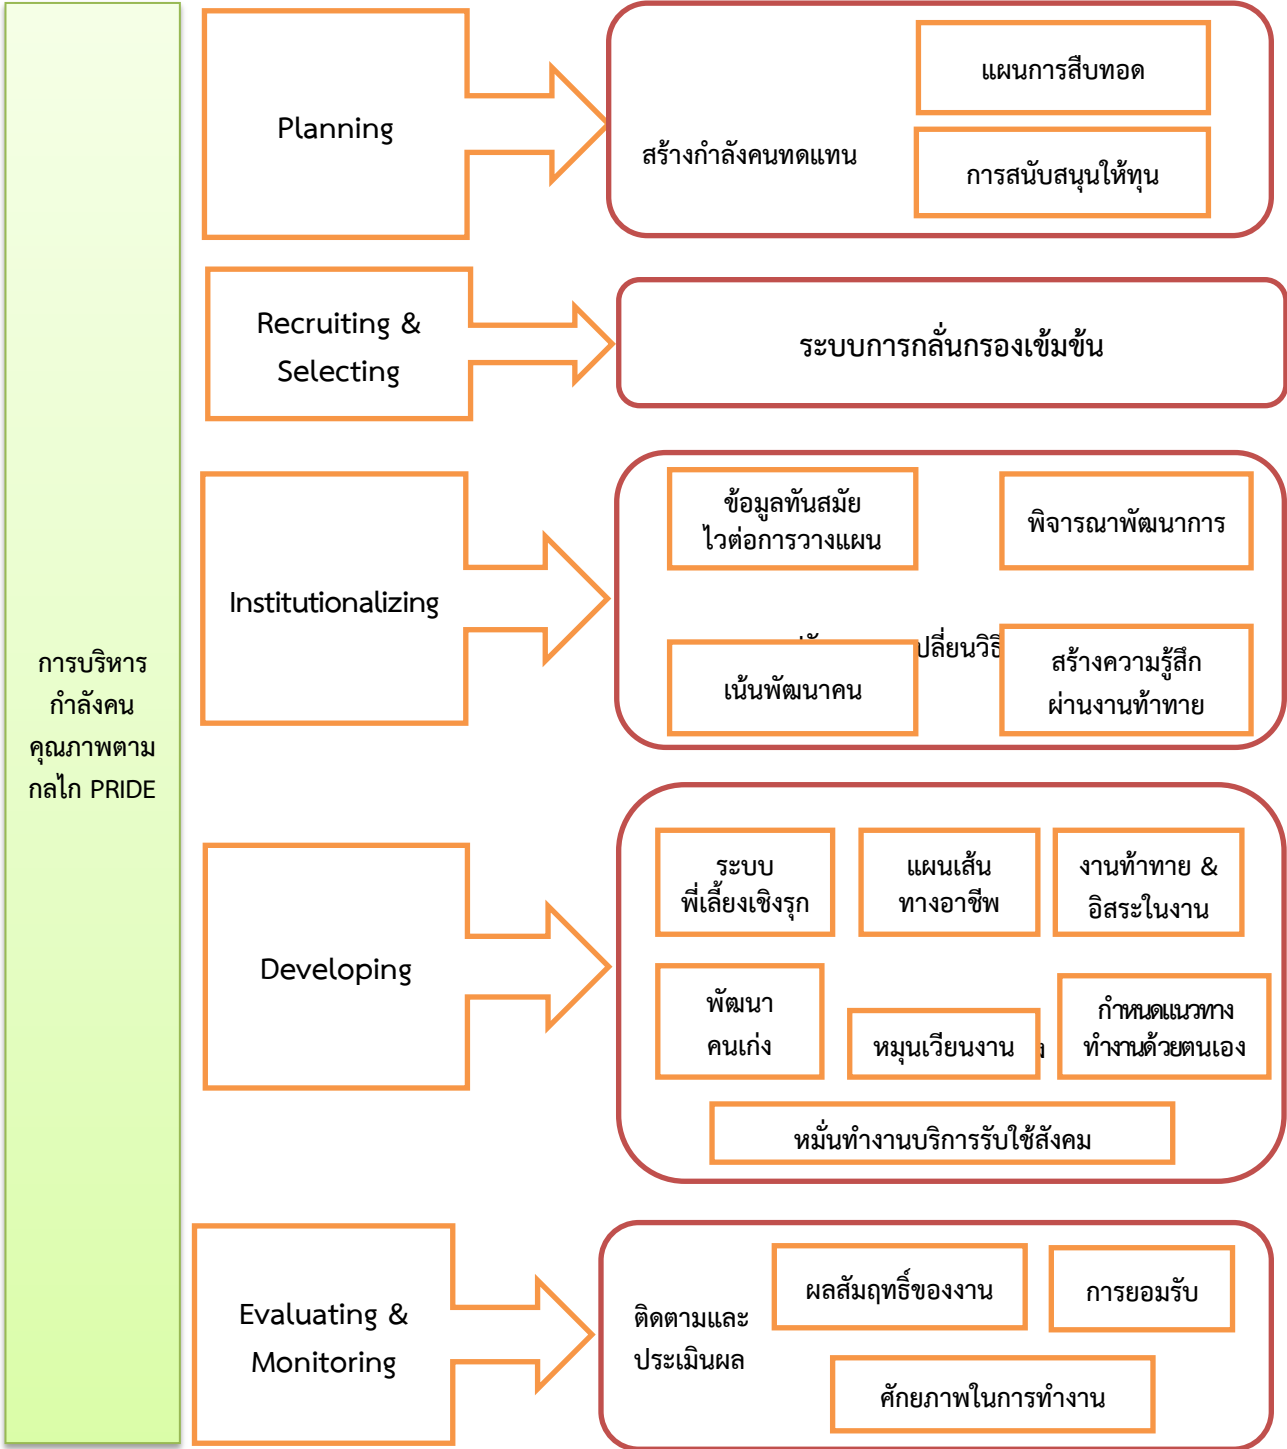 การบริหาร
กำลังคน
คุณภาพตาม
กลไก PRIDE
Planning
สร้างกำลังคนทดแทน
แผนการสืบทอด
การสนับสนุนให้ทุน
Recruiting &
Selecting
ระบบการกลั่นกรองเข้มข้น
Institutionalizing
ข้อมูลทันสมัย
ไวต่อการวางแผน
พิจารณาพัฒนาการ
เปลี่ยนวิธี
เน้นพัฒนาคน
สร้างความรู้สึก
ผ่านงานท้าทาย
Developing
ระบบ
พี่เลี้ยงเชิงรุก
แผนเส้น
ทางอาชีพ
งานท้าทาย &
อิสระในงาน
พัฒนา
คนเก่ง
หมุนเวียนงาน
กำหนดแนวทาง
ทำงานด้วยตนเอง
หมั่นทำงานบริการรับใช้สังคม
Evaluating &
Monitoring
ติดตามและ
ประเมินผล
ผลสัมฤทธิ์ของงาน
การยอมรับ
ศักยภาพในการทำงาน